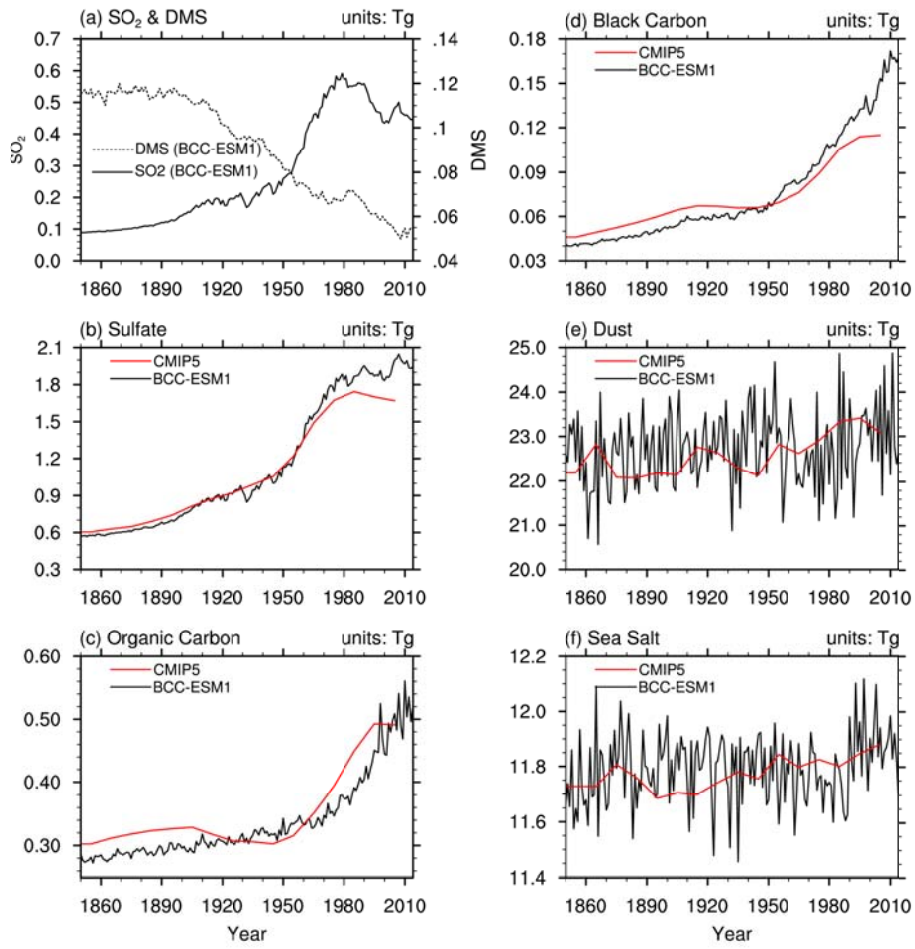 (a) SO₂ & DMS units: Tg
0.7
0.6
0.5
0.4
0.3
0.2
0.1
0.0
SO₂
.14
.12
.1
.08
.06
.04
DMS
DMS (BCC-ESM1)
SO2 (BCC-ESM1)
1860 1890 1920 1950 1980 2010
(b) Sulfate units: Tg
2.1
1.8
1.5
1.2
0.9
0.6
0.3
CMIP5
BCC-ESM1
1860 1890 1920 1950 1980 2010
(c) Organic Carbon units: Tg
0.60
0.50
0.40
0.30
CMIP5
BCC-ESM1
1860 1890 1920 1950 1980 2010
Year
(d) Black Carbon units: Tg
0.18
0.15
0.12
0.09
0.06
0.03
CMIP5
BCC-ESM1
1860 1890 1920 1950 1980 2010
(e) Dust units: Tg
25.0
24.0
23.0
22.0
21.0
20.0
CMIP5
BCC-ESM1
1860 1890 1920 1950 1980 2010
(f) Sea Salt units: Tg
12.2
12.0
11.8
11.6
11.4
CMIP5
BCC-ESM1
1860 1890 1920 1950 1980 2010
Year